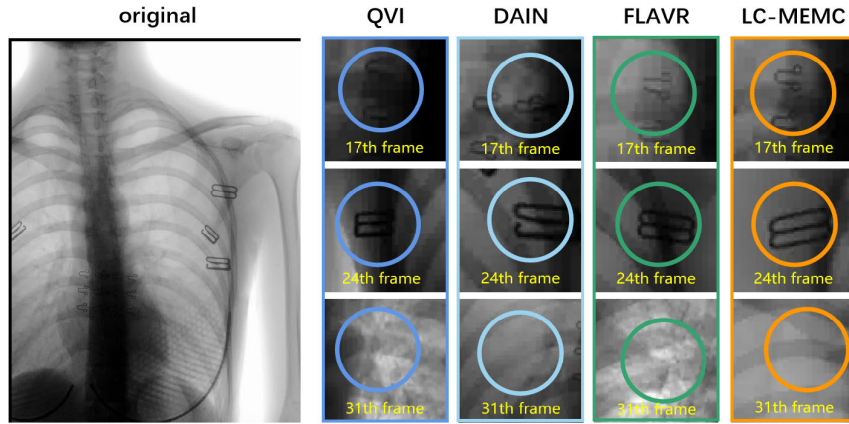 original QVI DAIN FLAVR LC-MEMC
17th frame 17th frame 17th frame 17th frame
24th frame 24th frame 24th frame 24th frame
31th frame 31th frame 31th frame 31th frame